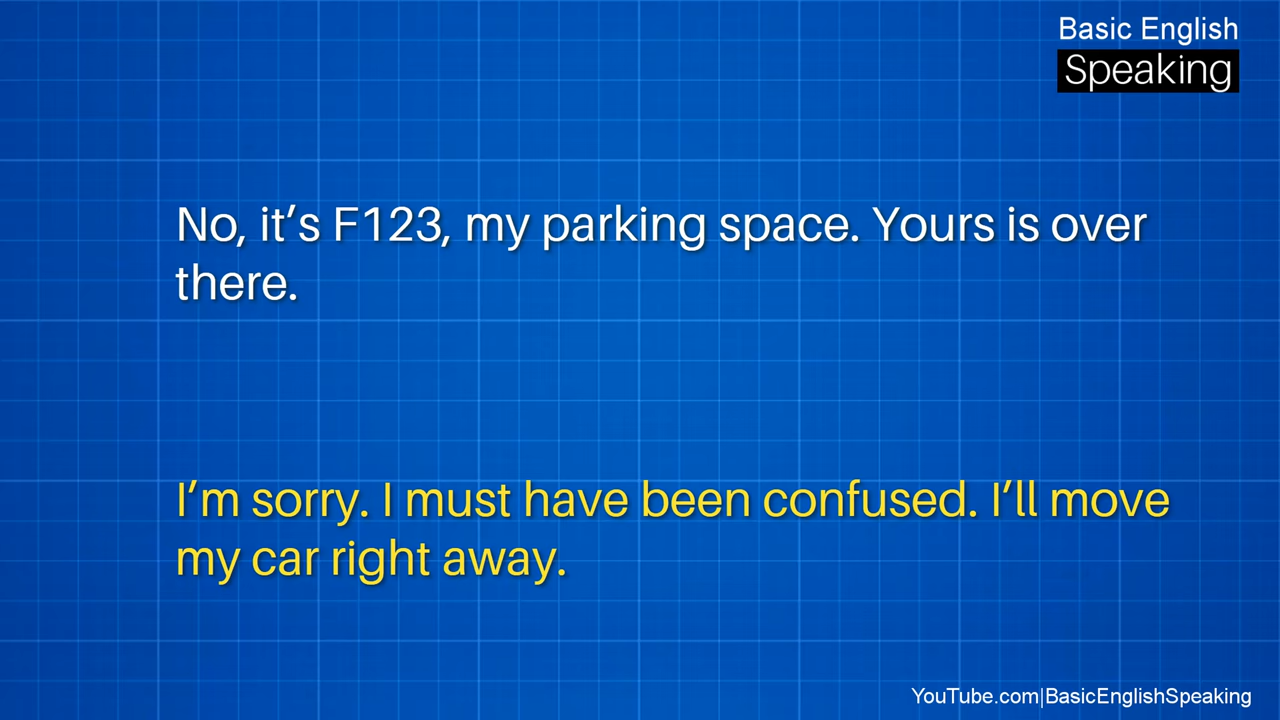 Basic English
Speaking
No, it’s F123, my parking space. Yours is over
there.
I’m sorry. I must have been confused. I’ll move
my car right away.
YouTube.com|BasicEnglishSpeaking